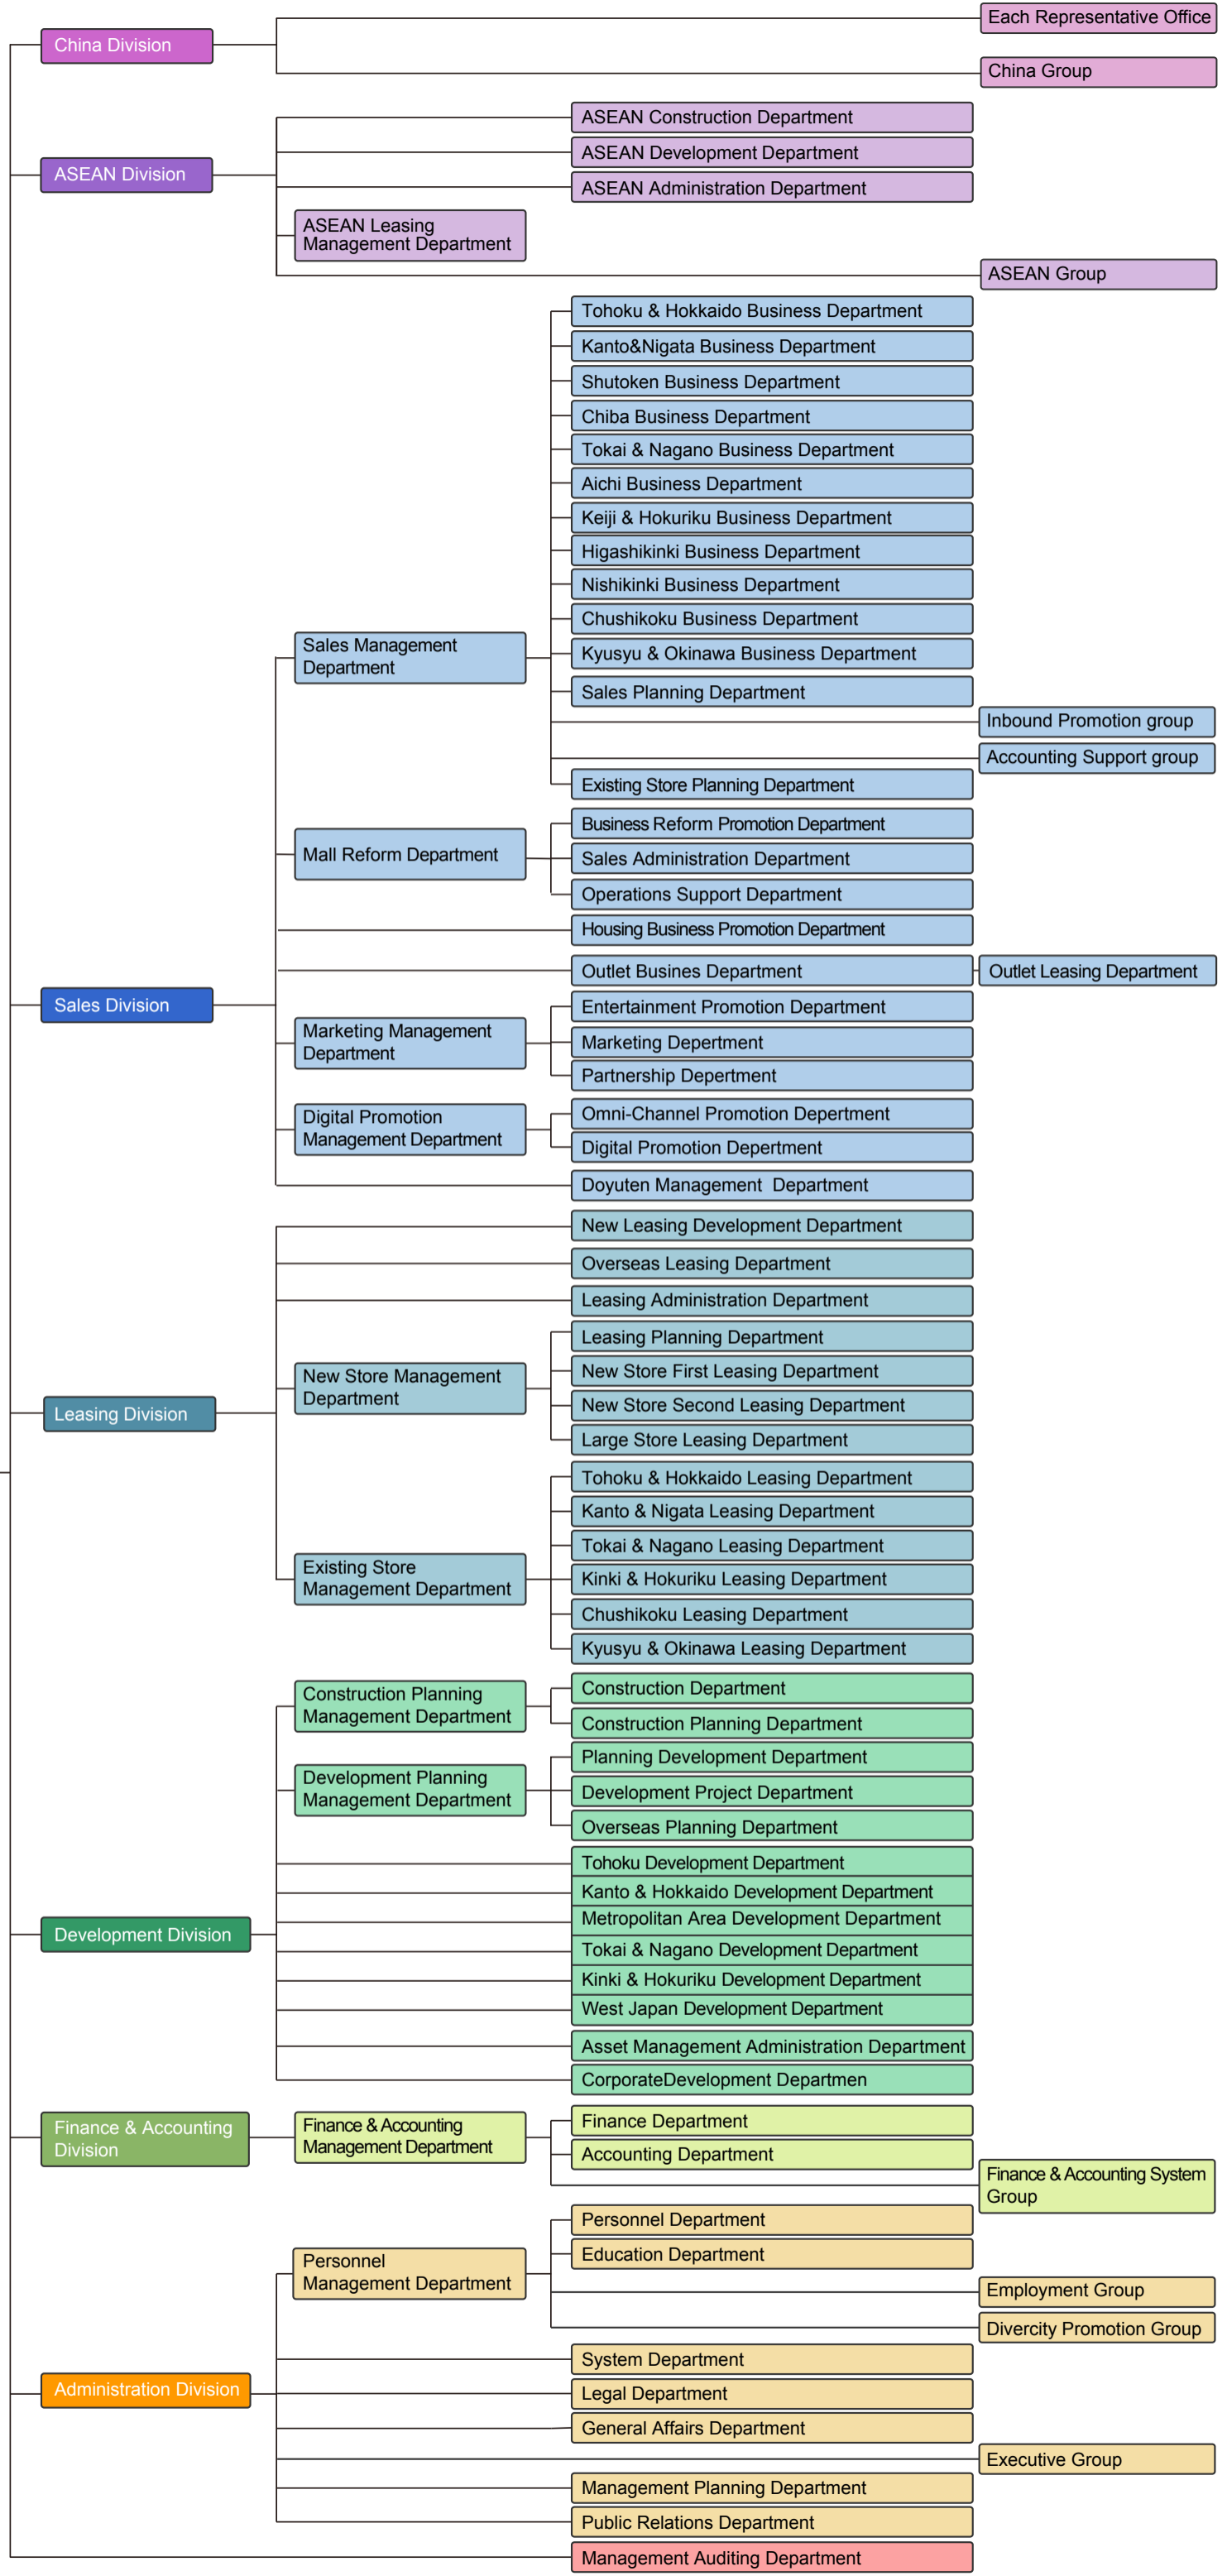 Each Representative Office
China Division
China Group
ASEAN Construction Department
ASEAN Development Department
ASEAN Division
ASEAN Administration Department
ASEAN Leasing
Management Department
ASEAN Group
Tohoku & Hokkaido Business Department
Kanto&Nigata Business Department
Shutoken Business Department
Chiba Business Department
Tokai & Nagano Business Department
Aichi Business Department
Keiji & Hokuriku Business Department
Higashikinki Business Department
Nishikinki Business Department
Chushikoku Business Department
Sales Management
Department
Kyusyu & Okinawa Business Department
Sales Planning Department
Inbound Promotion group
Accounting Support group
Existing Store Planning Department
Business Reform Promotion Department
Mall Reform Department
Sales Administration Department
Operations Support Department
Housing Business Promotion Department
Outlet Busines Department
Outlet Leasing Department
Sales Division
Entertainment Promotion Department
Marketing Management
Department
Marketing Depertment
Partnership Depertment
Digital Promotion
Management Department
Omni-Channel Promotion Depertment
Digital Promotion Depertment
Doyuten Management  Department
New Leasing Development Department
Overseas Leasing Department
Leasing Administration Department
Leasing Planning Department
New Store Management
Department
New Store First Leasing Department
New Store Second Leasing Department
Leasing Division
Large Store Leasing Department
Tohoku & Hokkaido Leasing Department
Kanto & Nigata Leasing Department
Tokai & Nagano Leasing Department
Existing Store
Management Department
Kinki & Hokuriku Leasing Department
Chushikoku Leasing Department
Kyusyu & Okinawa Leasing Department
Construction Planning
Management Department
Construction Department
Construction Planning Department
Development Planning
Management Department
Planning Development Department
Development Project Department
Overseas Planning Department
Tohoku Development Department
Kanto & Hokkaido Development Department
Metropolitan Area Development Department
Development Division
Tokai & Nagano Development Department
Kinki & Hokuriku Development Department
West Japan Development Department
Asset Management Administration Department
CorporateDevelopment Departmen
Finance & Accounting
Division
Finance & Accounting
Management Department
Finance Department
Accounting Department
Finance & Accounting System
Group
Personnel Department
Education Department
Personnel
Management Department
Employment Group
Divercity Promotion Group
System Department
Administration Division
Legal Department
General Affairs Department
Executive Group
Management Planning Department
Public Relations Department
Management Auditing Department